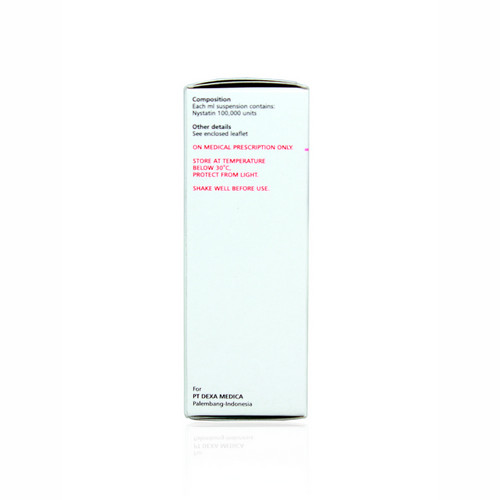 Composition
Each ml suspension contains:
Nystatin 100,000 units
Other details
See enclosed leaflet
ON MEDICAL PRESCRIPTION ONLY.
STORE AT TEMPERATURE
BELOW 30°C,
PROTECT FROM LIGHT.
SHAKE WELL BEFORE USE.
For
PT DEXA MEDICA
Palembang-Indonesia